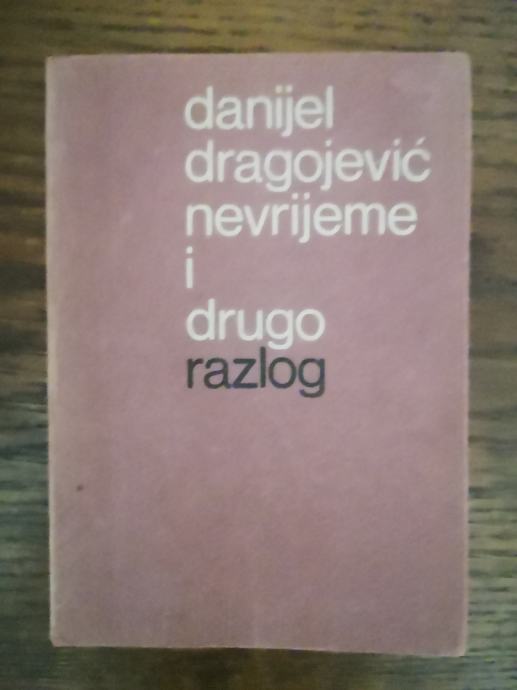 danijel
dragojević
nevrijeme
i
drugo
razlog